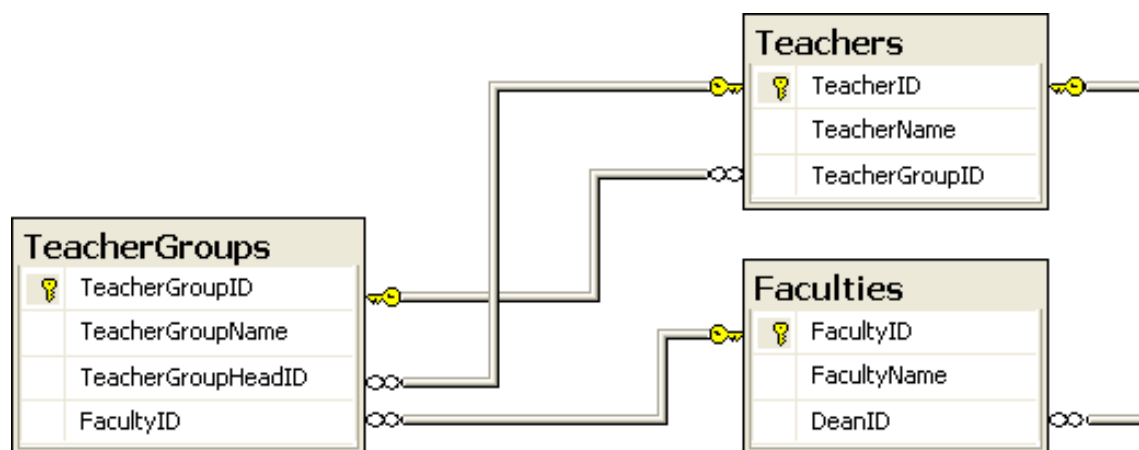 Teachers
TeacherID
TeacherName
TeacherGroupID
TeacherGroups
TeacherGroupID
TeacherGroupName
TeacherGroupHeadID
FacultyID
Faculties
FacultyID
FacultyName
DeanID